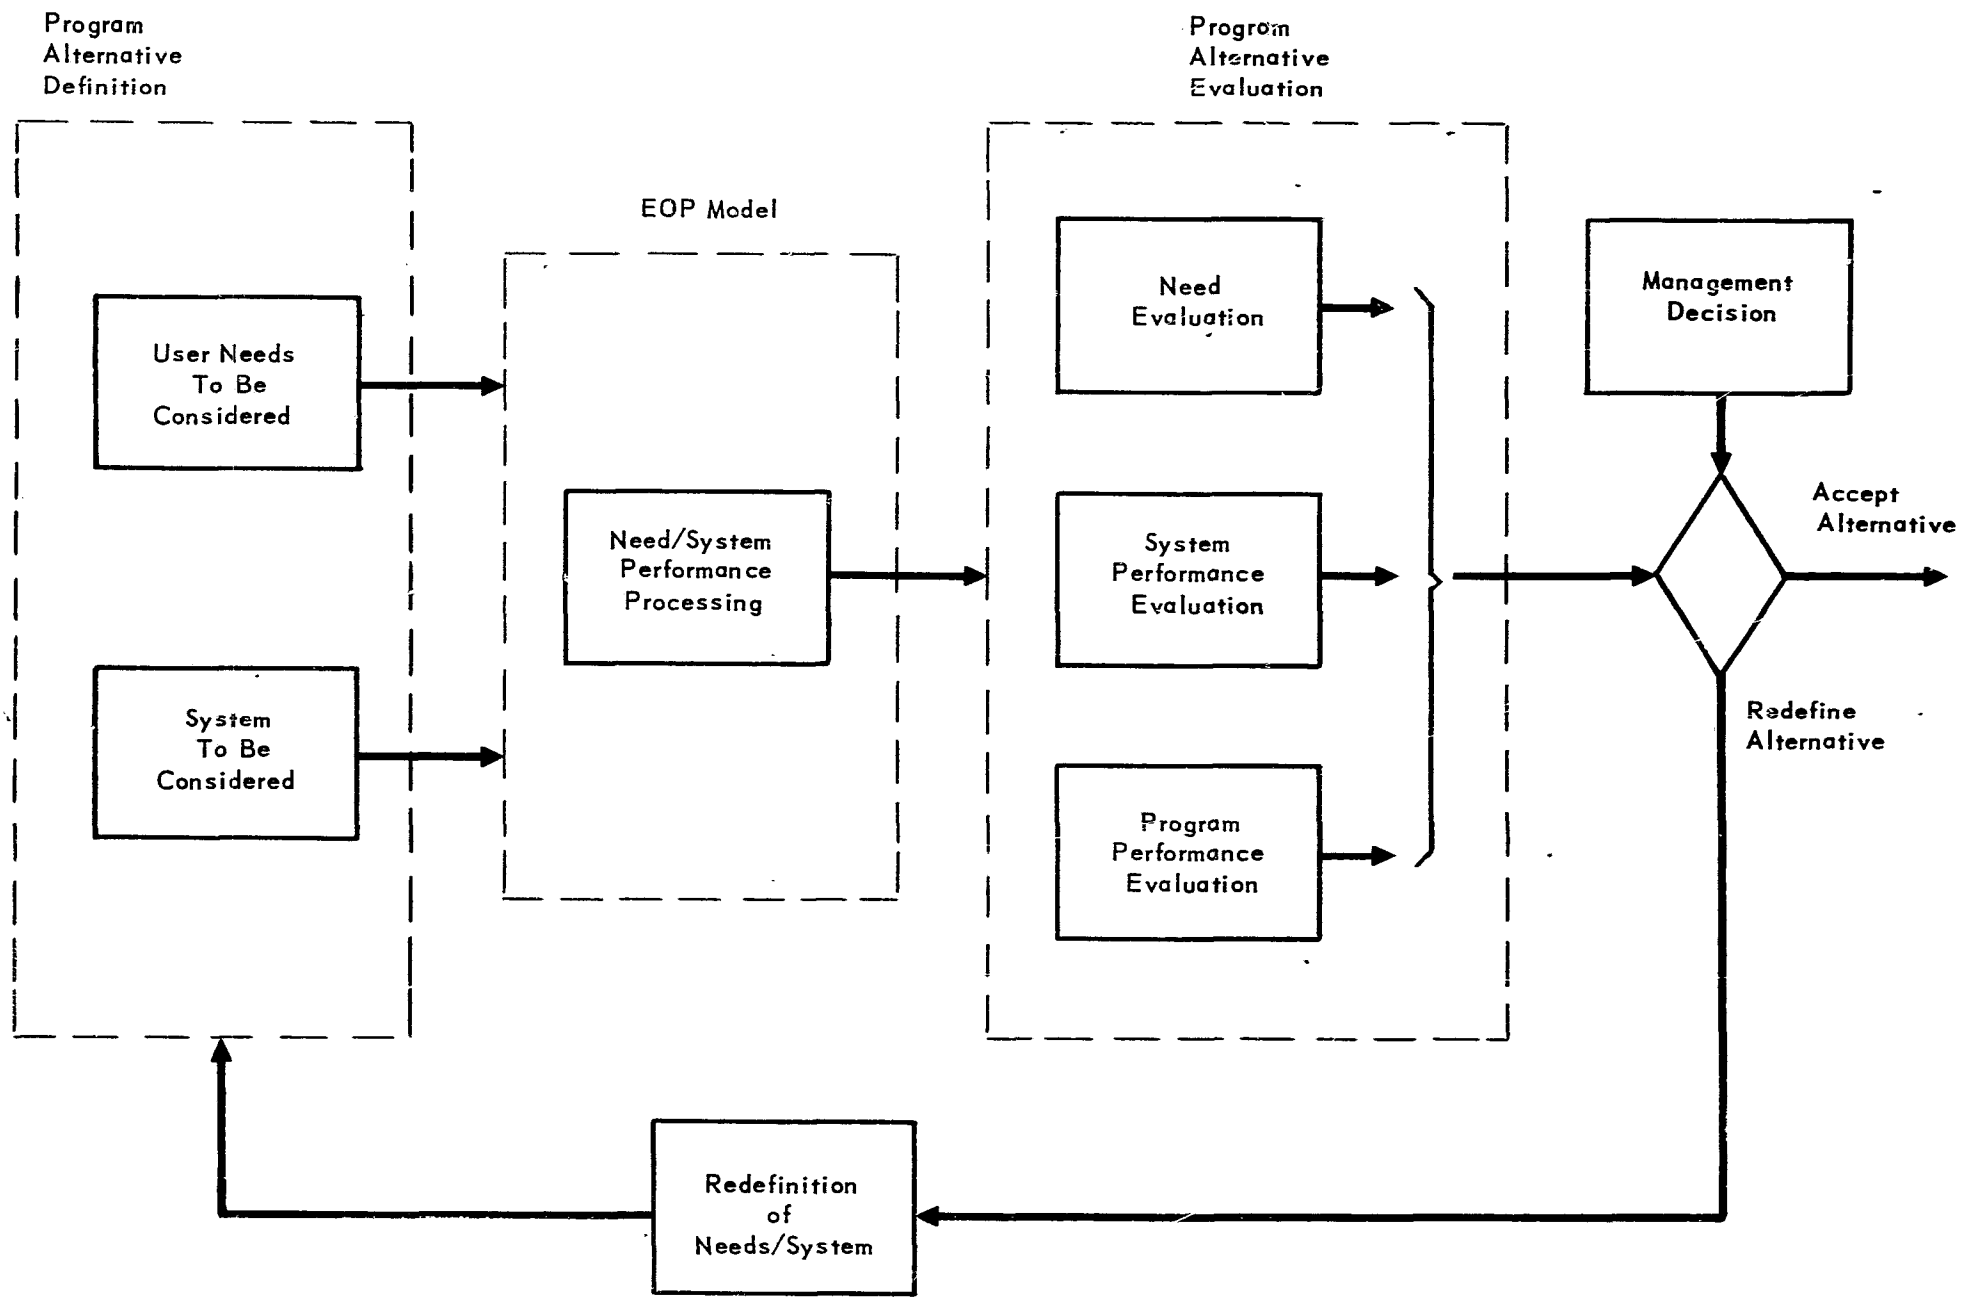 Program
Alternative
Definition
Program
Alternative
Evaluation
EOP Model
User Needs
To Be
Considered
System
To Be
Considered
Need/System
Performance
Processing
Need
Evaluation
System
Performance
Evaluation
Program
Performance
Evaluation
Management
Decision
Accept
Alternative
Redefine
Alternative
Redefinition
of
Needs/System